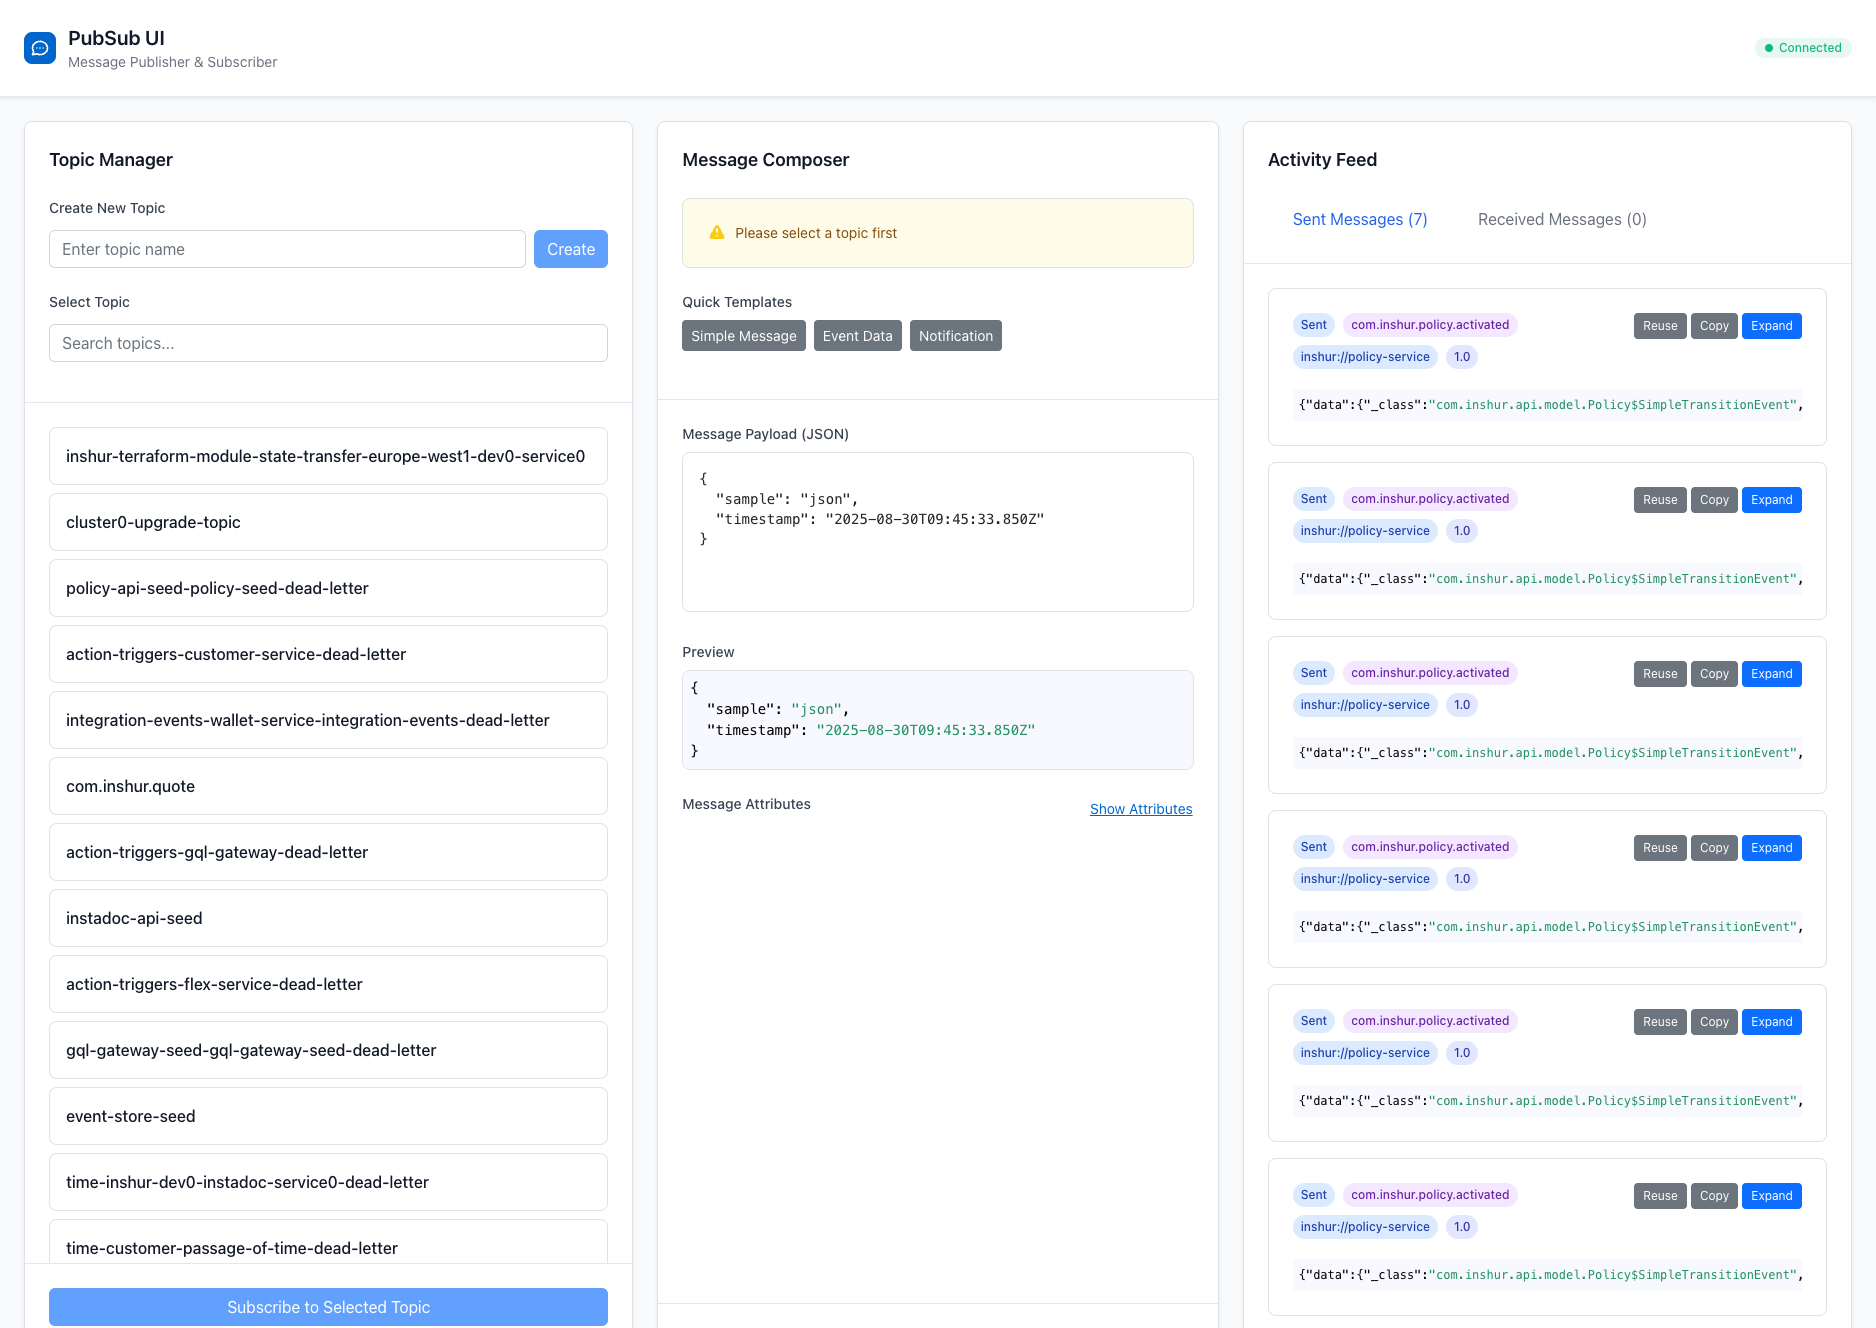 PubSub UI
Message Publisher & Subscriber
Connected
Topic Manager
Create New Topic
Enter topic name
Create
Select Topic
Search topics...
inshur-terraform-module-state-transfer-europe-west1-dev0-service0
cluster0-upgrade-topic
policy-api-seed-policy-seed-dead-letter
action-triggers-customer-service-dead-letter
integration-events-wallet-service-integration-events-dead-letter
com.inshur.quote
action-triggers-gql-gateway-dead-letter
instadoc-api-seed
action-triggers-flex-service-dead-letter
gql-gateway-seed-gql-gateway-seed-dead-letter
event-store-seed
time-inshur-dev0-instadoc-service0-dead-letter
time-customer-passage-of-time-dead-letter
Subscribe to Selected Topic
Message Composer
Please select a topic first
Quick Templates
Simple Message Event Data Notification
Message Payload (JSON)
{
"sample": "json",
"timestamp": "2025-08-30T09:45:33.850Z"
}
Preview
{
"sample": "json",
"timestamp": "2025-08-30T09:45:33.850Z"
}
Message Attributes
Show Attributes
Activity Feed
Sent Messages (7) Received Messages (0)
Sent com.inshur.policy.activated Reuse Copy Expand
inshur://policy-service 1.0
{"data":{"_class":"com.inshur.api.model.Policy$SimpleTransitionEvent",
Sent com.inshur.policy.activated Reuse Copy Expand
inshur://policy-service 1.0
{"data":{"_class":"com.inshur.api.model.Policy$SimpleTransitionEvent",
Sent com.inshur.policy.activated Reuse Copy Expand
inshur://policy-service 1.0
{"data":{"_class":"com.inshur.api.model.Policy$SimpleTransitionEvent",
Sent com.inshur.policy.activated Reuse Copy Expand
inshur://policy-service 1.0
{"data":{"_class":"com.inshur.api.model.Policy$SimpleTransitionEvent",
Sent com.inshur.policy.activated Reuse Copy Expand
inshur://policy-service 1.0
{"data":{"_class":"com.inshur.api.model.Policy$SimpleTransitionEvent",
Sent com.inshur.policy.activated Reuse Copy Expand
inshur://policy-service 1.0
{"data":{"_class":"com.inshur.api.model.Policy$SimpleTransitionEvent",